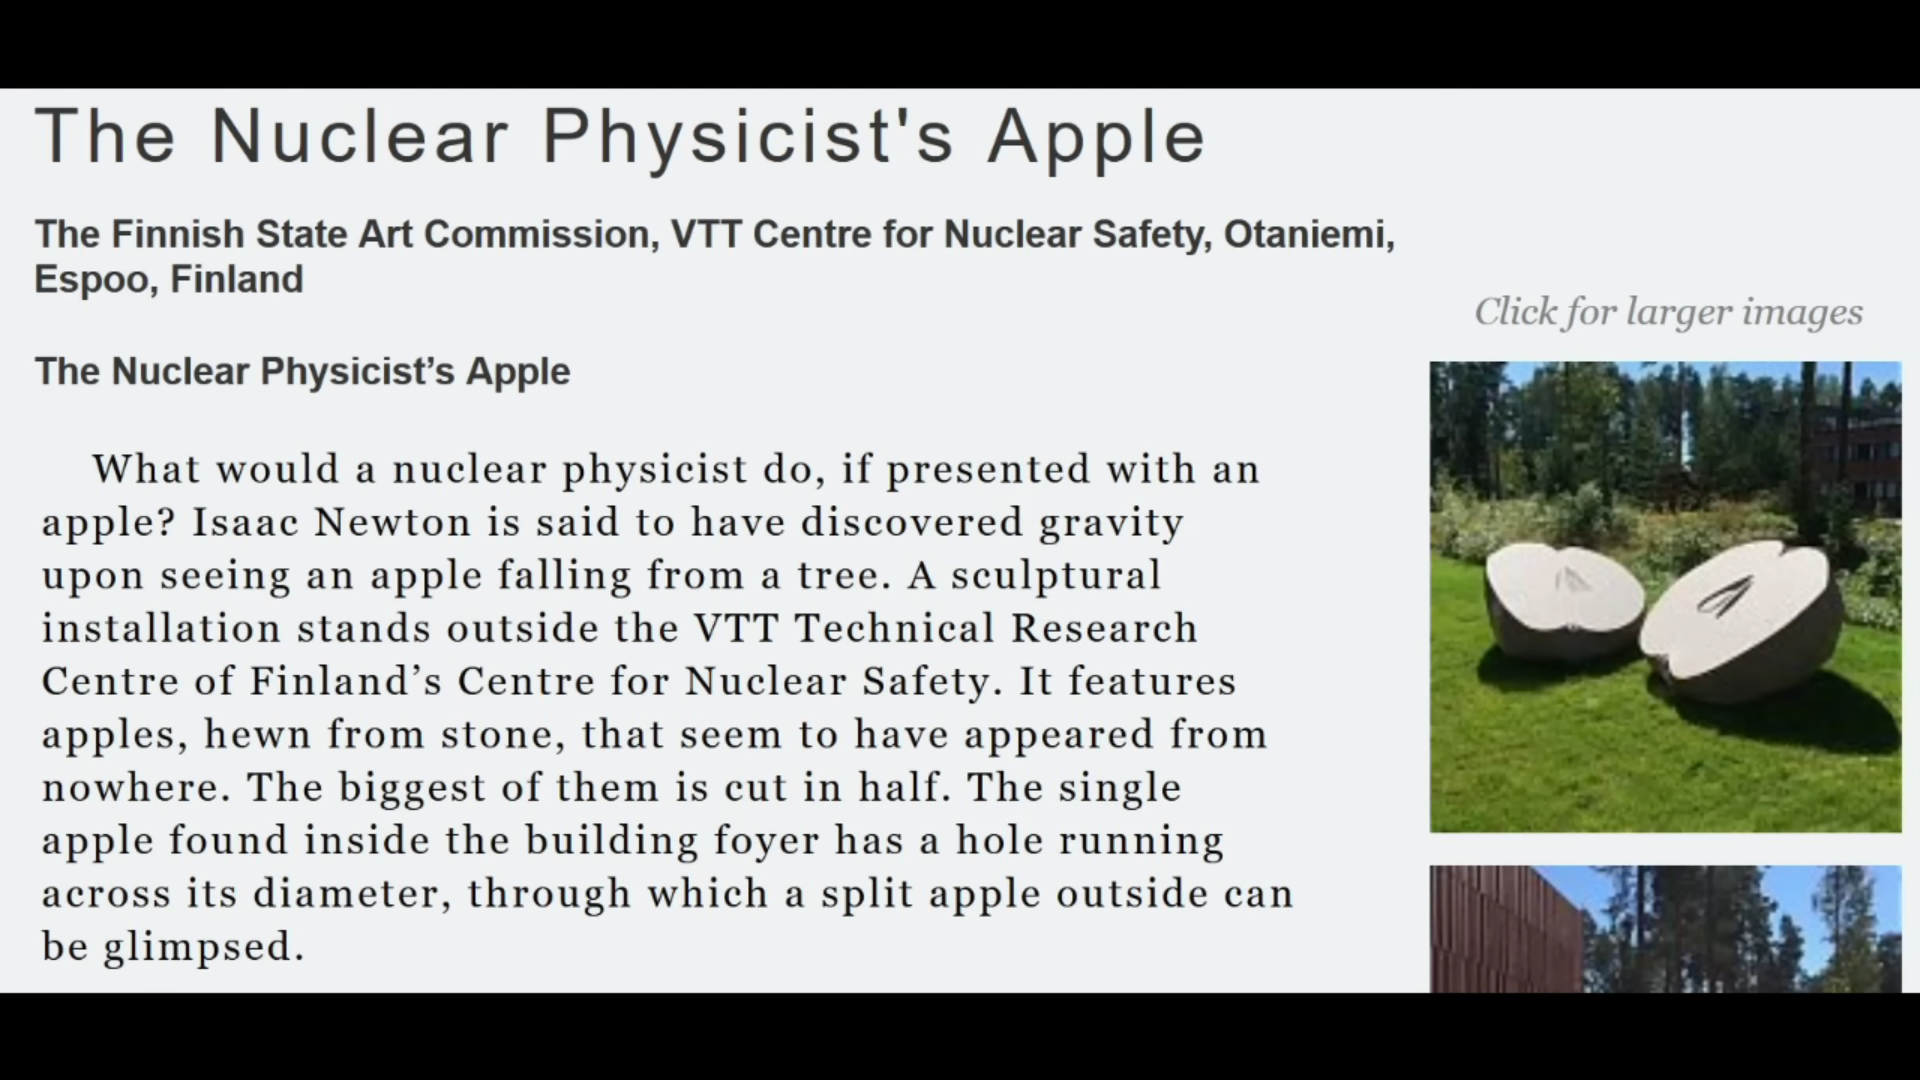 The Nuclear Physicist's Apple
The Finnish State Art Commission, VTT Centre for Nuclear Safety, Otaniemi,
Espoo, Finland
Click for larger images
The Nuclear Physicist’s Apple
What would a nuclear physicist do, if presented with an
apple? Isaac Newton is said to have discovered gravity
upon seeing an apple falling from a tree. A sculptural
installation stands outside the VTT Technical Research
Centre of Finland’s Centre for Nuclear Safety. It features
apples, hewn from stone, that seem to have appeared from
nowhere. The biggest of them is cut in half. The single
apple found inside the building foyer has a hole running
across its diameter, through which a split apple outside can
be glimpsed.